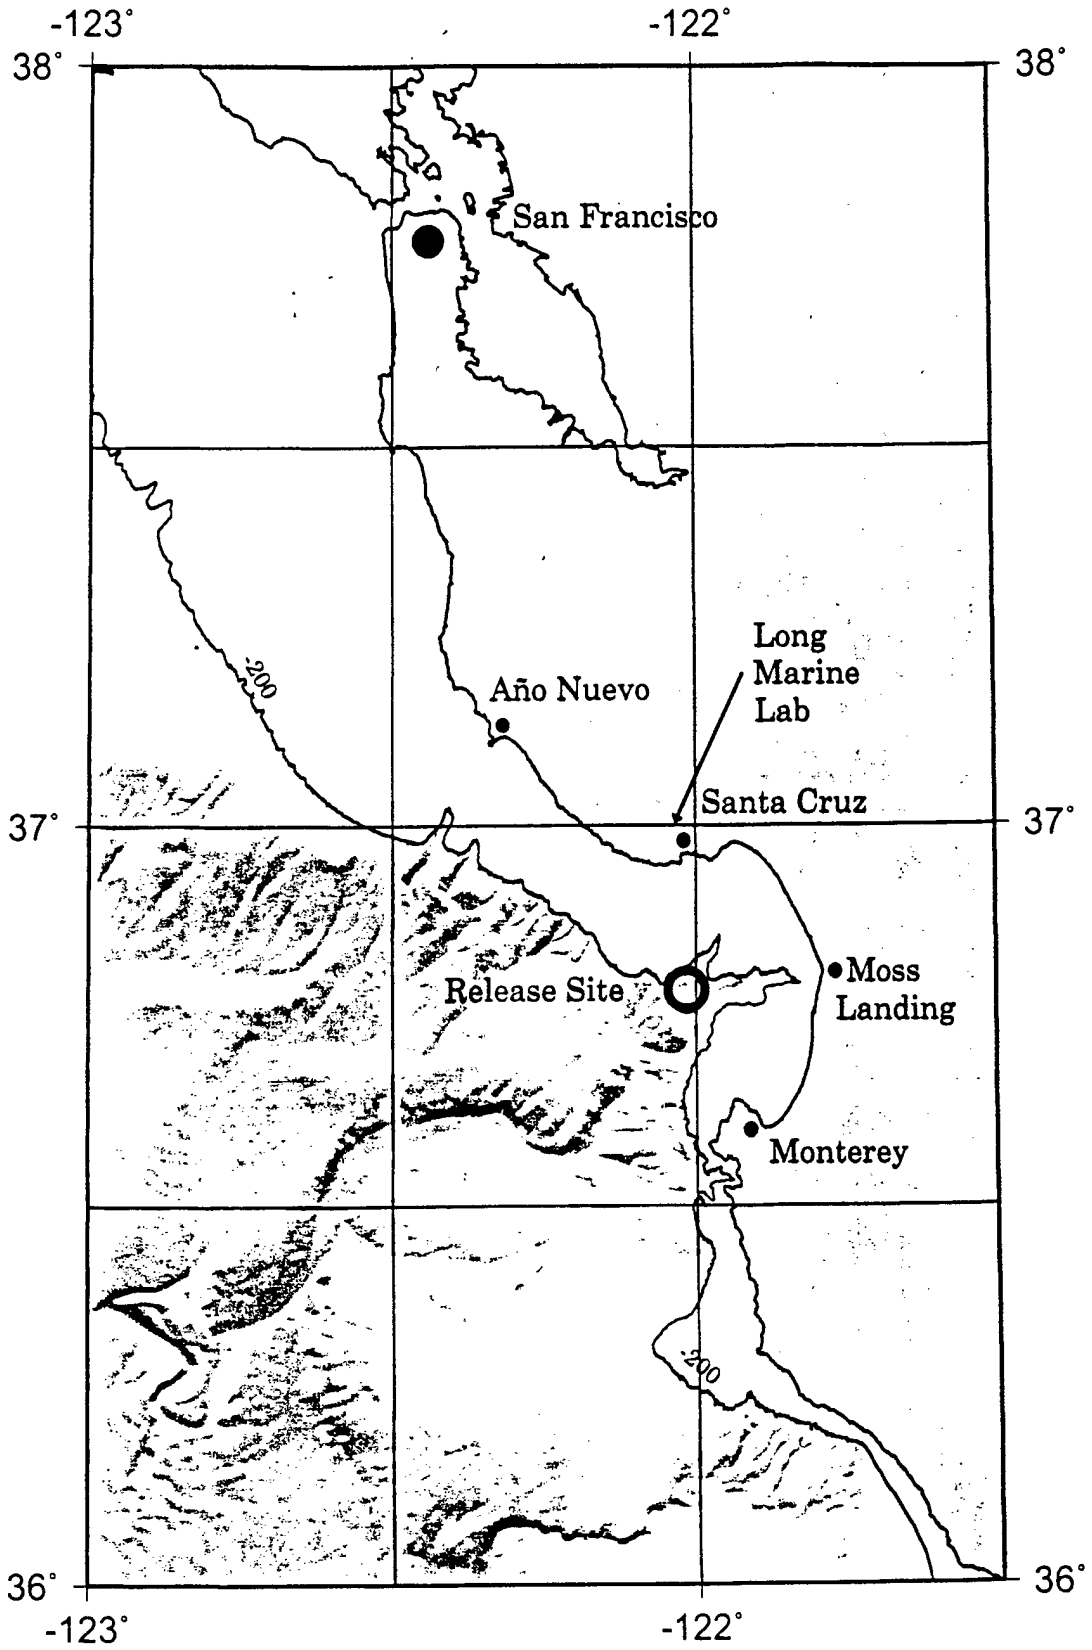 -123°
-122°
38°
38°
San Francisco
-200
Año Nuevo
Long
Marine
Lab
Santa Cruz
37°
37°
Release Site
Moss
Landing
Monterey
-200
36°
36°
-123°
-122°